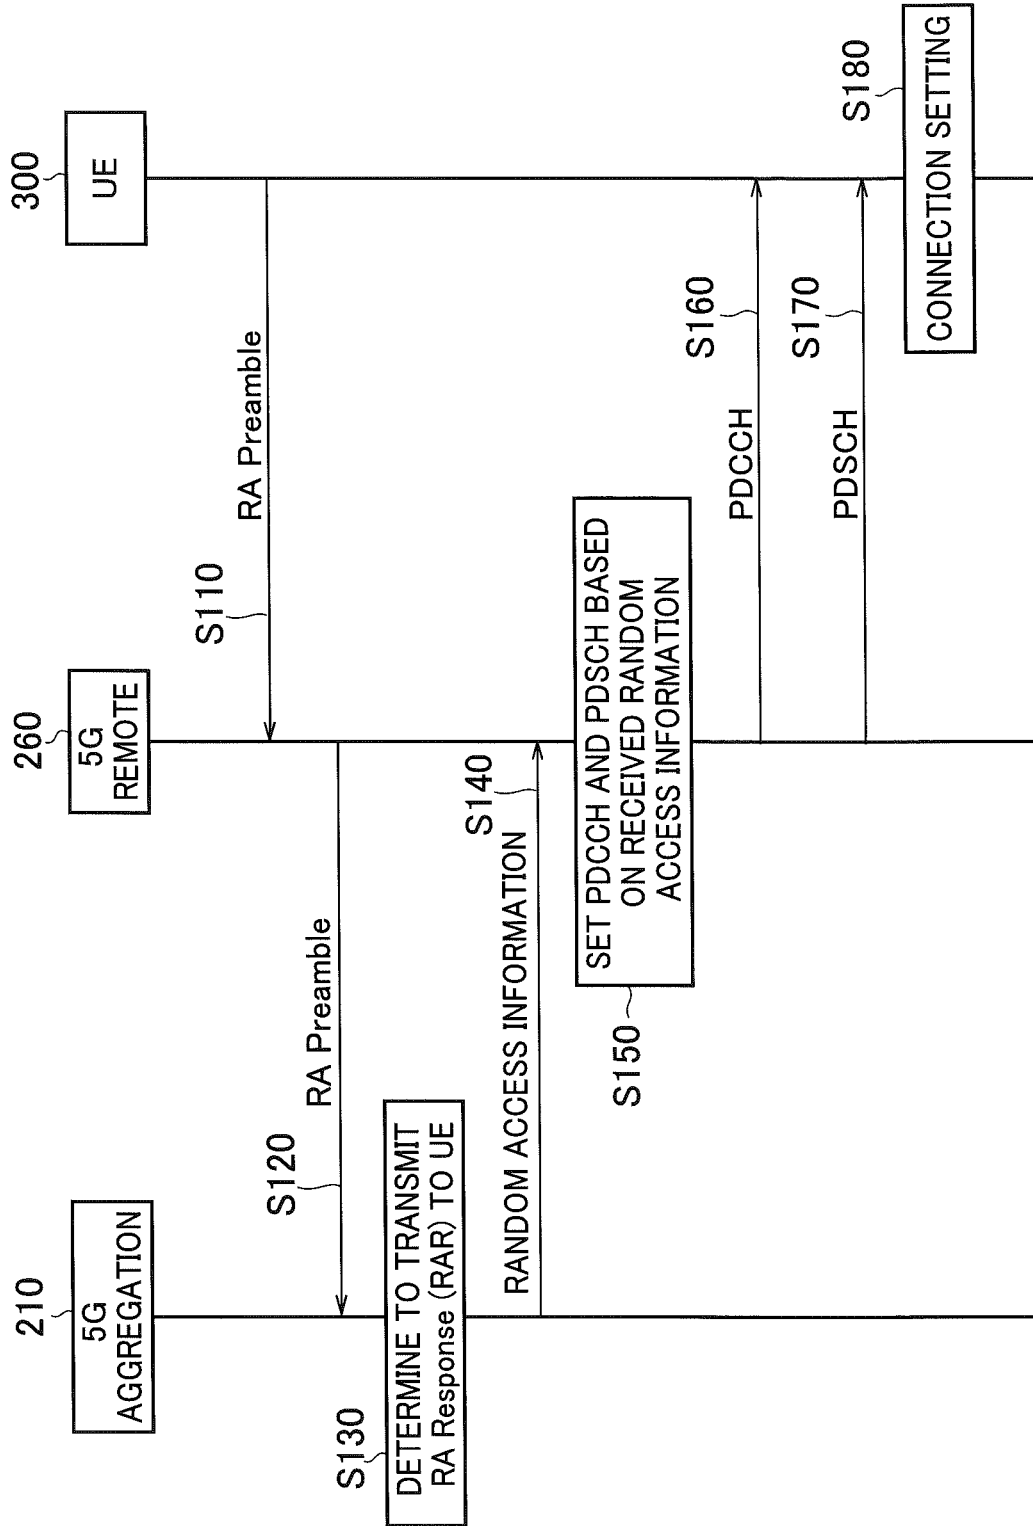 210
5G
AGGREGATION
260
5G
REMOTE
300
UE
S110
RA Preamble
S120
RA Preamble
S130
DETERMINE TO TRANSMIT
RA Response (RAR) TO UE
S140
RANDOM ACCESS INFORMATION
S150
SET PDCCH AND PDSCH BASED
ON RECEIVED RANDOM
ACCESS INFORMATION
PDCCH
S160
PDSCH
S170
S180
CONNECTION SETTING